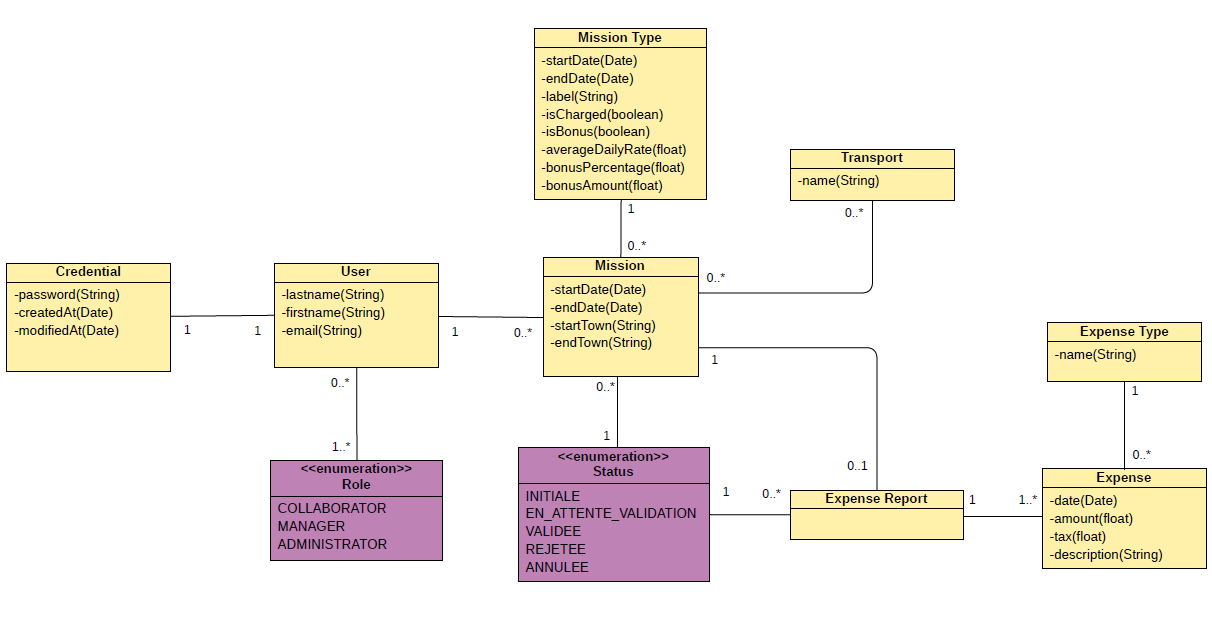 Mission Type
-startDate(Date)
-endDate(Date)
-label(String)
-isCharged(boolean)
-isBonus(boolean)
-averageDailyRate(float)
-bonusPercentage(float)
-bonusAmount(float)
1
0..*
Transport
-name(String)
0..*
0..*
Credential
-password(String)
-createdAt(Date)
-modifiedAt(Date)
1
1
User
-lastname(String)
-firstname(String)
-email(String)
1
0..*
Mission
-startDate(Date)
-endDate(Date)
-startTown(String)
-endTown(String)
1
0..1
0..*
1..*
<<enumeration>>
Role
COLLABORATOR
MANAGER
ADMINISTRATOR
0..*
1
<<enumeration>>
Status
INITIALE
EN_ATTENTE_VALIDATION
VALIDEE
REJETEE
ANNULEE
1
0..*
Expense Report
1
1..*
Expense Type
-name(String)
1
0..*
Expense
-date(Date)
-amount(float)
-tax(float)
-description(String)